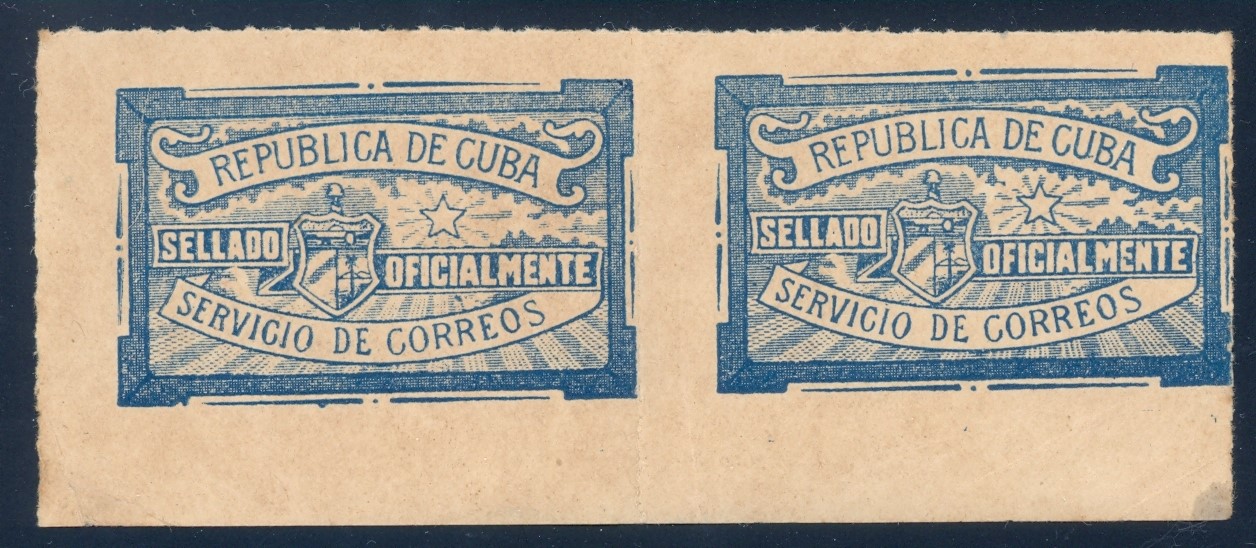 REPUBLICA DE CUBA
SELLADO OFICIALMENTE
SERVICIO DE CORREOS
REPUBLICA DE CUBA
SELLADO OFICIALMENTE
SERVICIO DE CORREOS